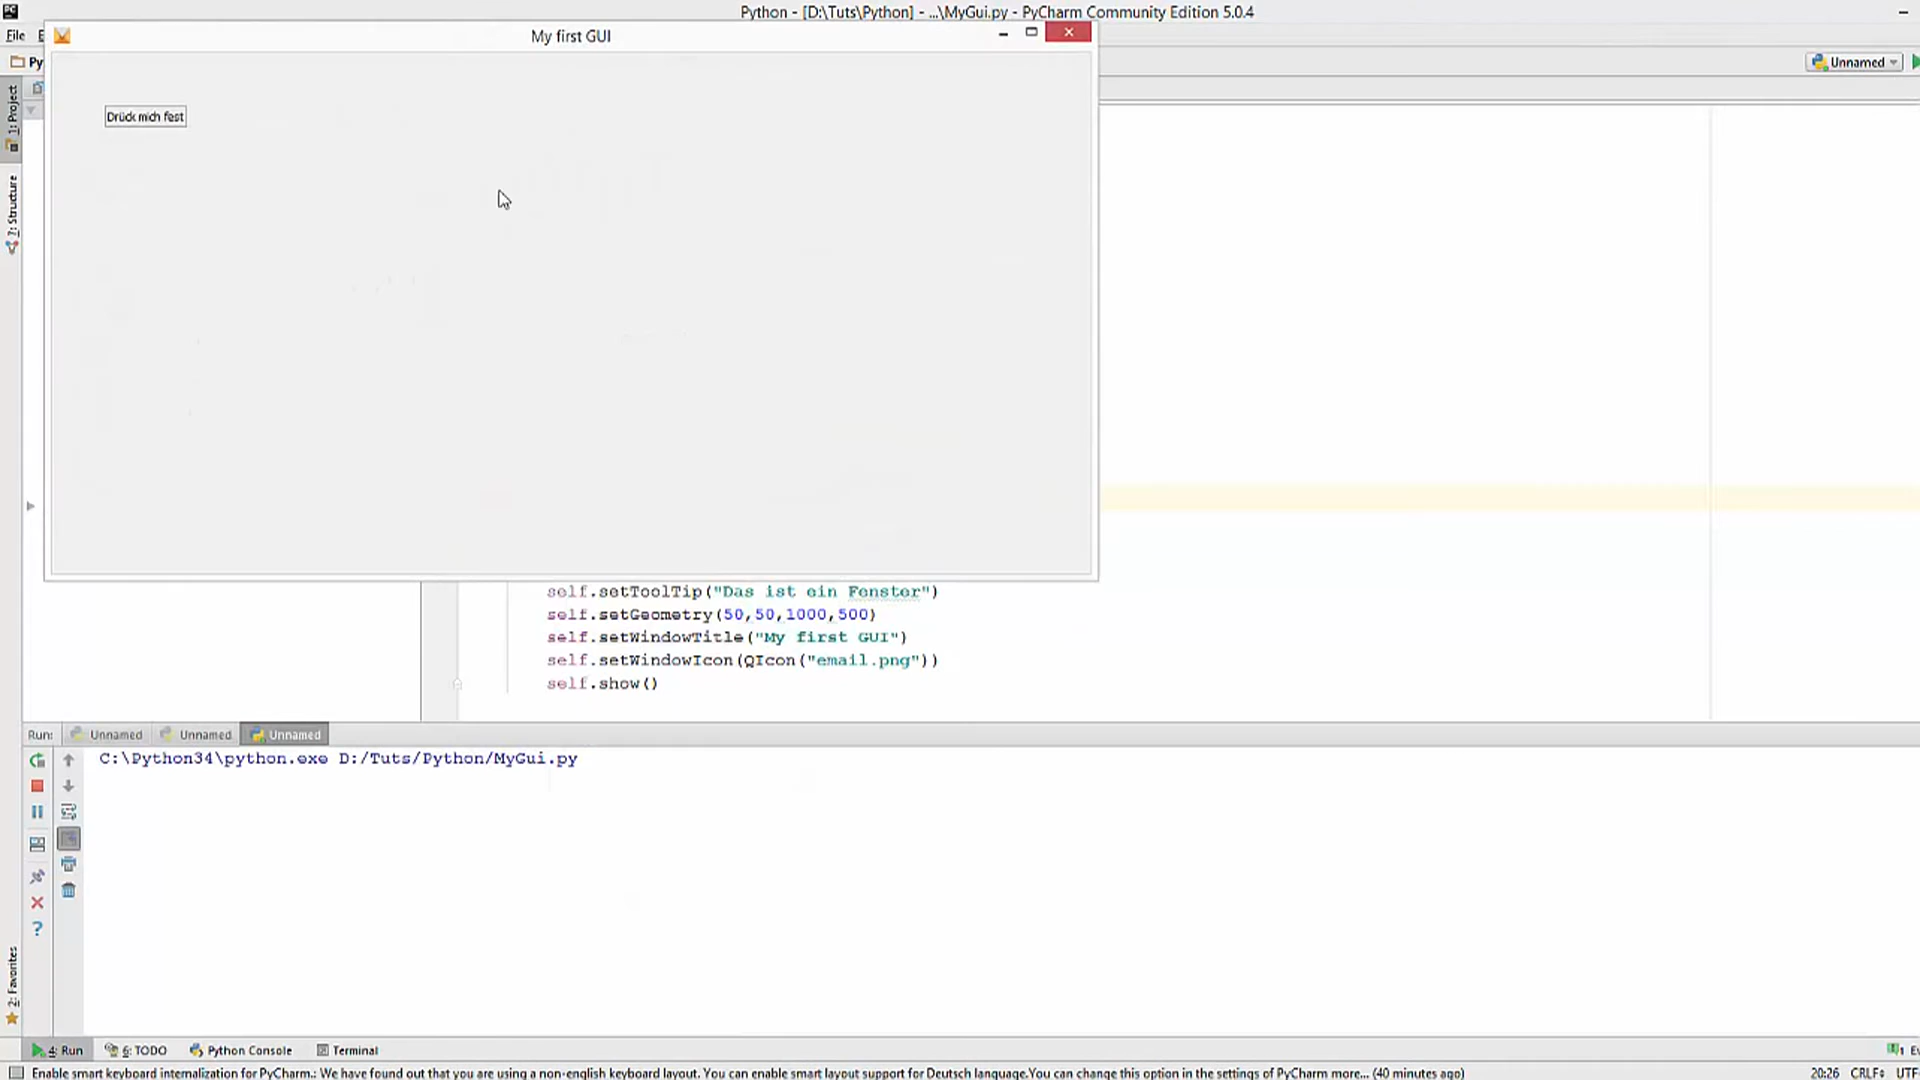 Python - [D:\Tuts\Python] - ...\MyGui.py - PyCharm Community Edition 5.0.4
My first GUI
File
Py
Unnamed
1: Project
7: Structure
Drück mich fest
self.setToolTip("Das ist ein Fenster")
self.setGeometry(50,50,1000,500)
self.setWindowTitle("My first GUI")
self.setWindowIcon(QIcon("email.png"))
self.show()
Run: Unnamed Unnamed Unnamed
C:\Python34\python.exe D:/Tuts/Python/MyGui.py
2: Favorites
4: Run 6: TODO Python Console Terminal
Enable smart keyboard internalization for PyCharm.: We have found out that you are using a non-english keyboard layout. You can enable smart layout support for Deutsch language.You can change this option in the settings of PyCharm more... (40 minutes ago) 20:26 CRLF UTF